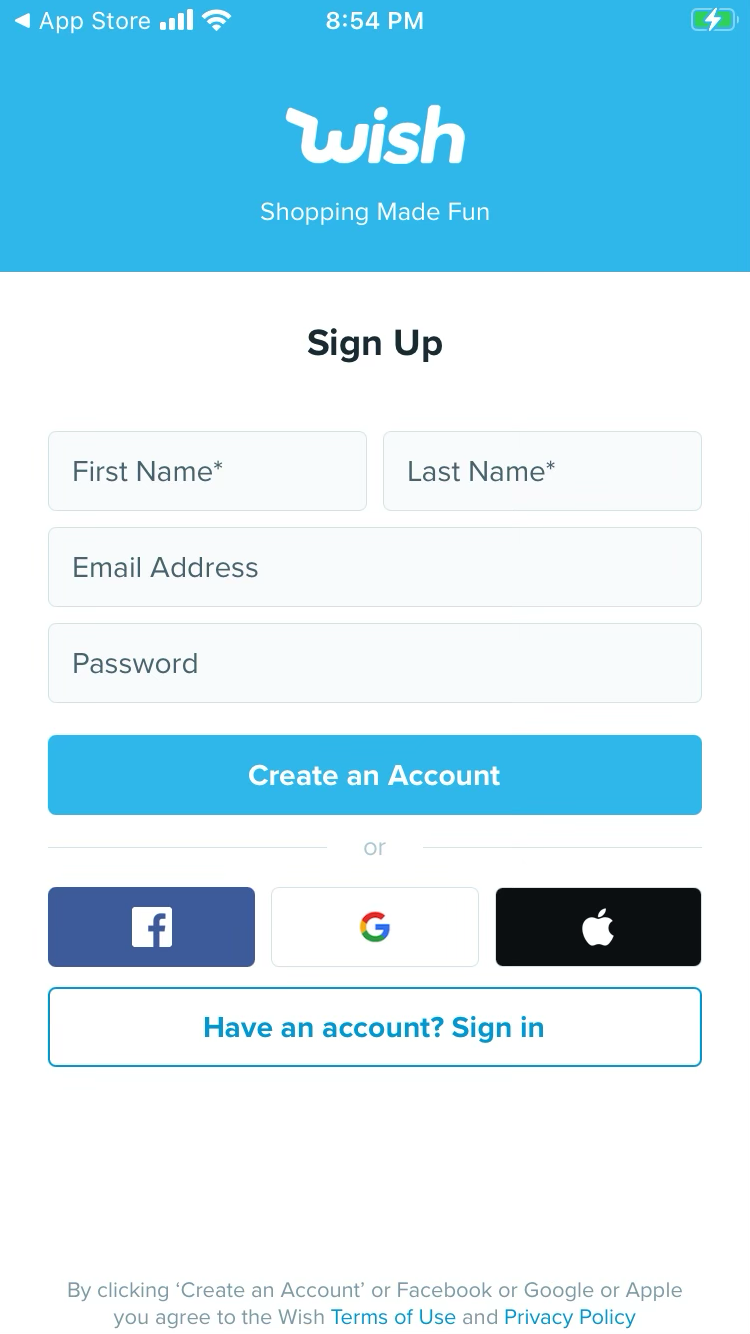 ◀ App Store 8:54 PM
wish
Shopping Made Fun
Sign Up
First Name* Last Name*
Email Address
Password
Create an Account
or
Have an account? Sign in
By clicking ‘Create an Account’ or Facebook or Google or Apple
you agree to the Wish Terms of Use and Privacy Policy